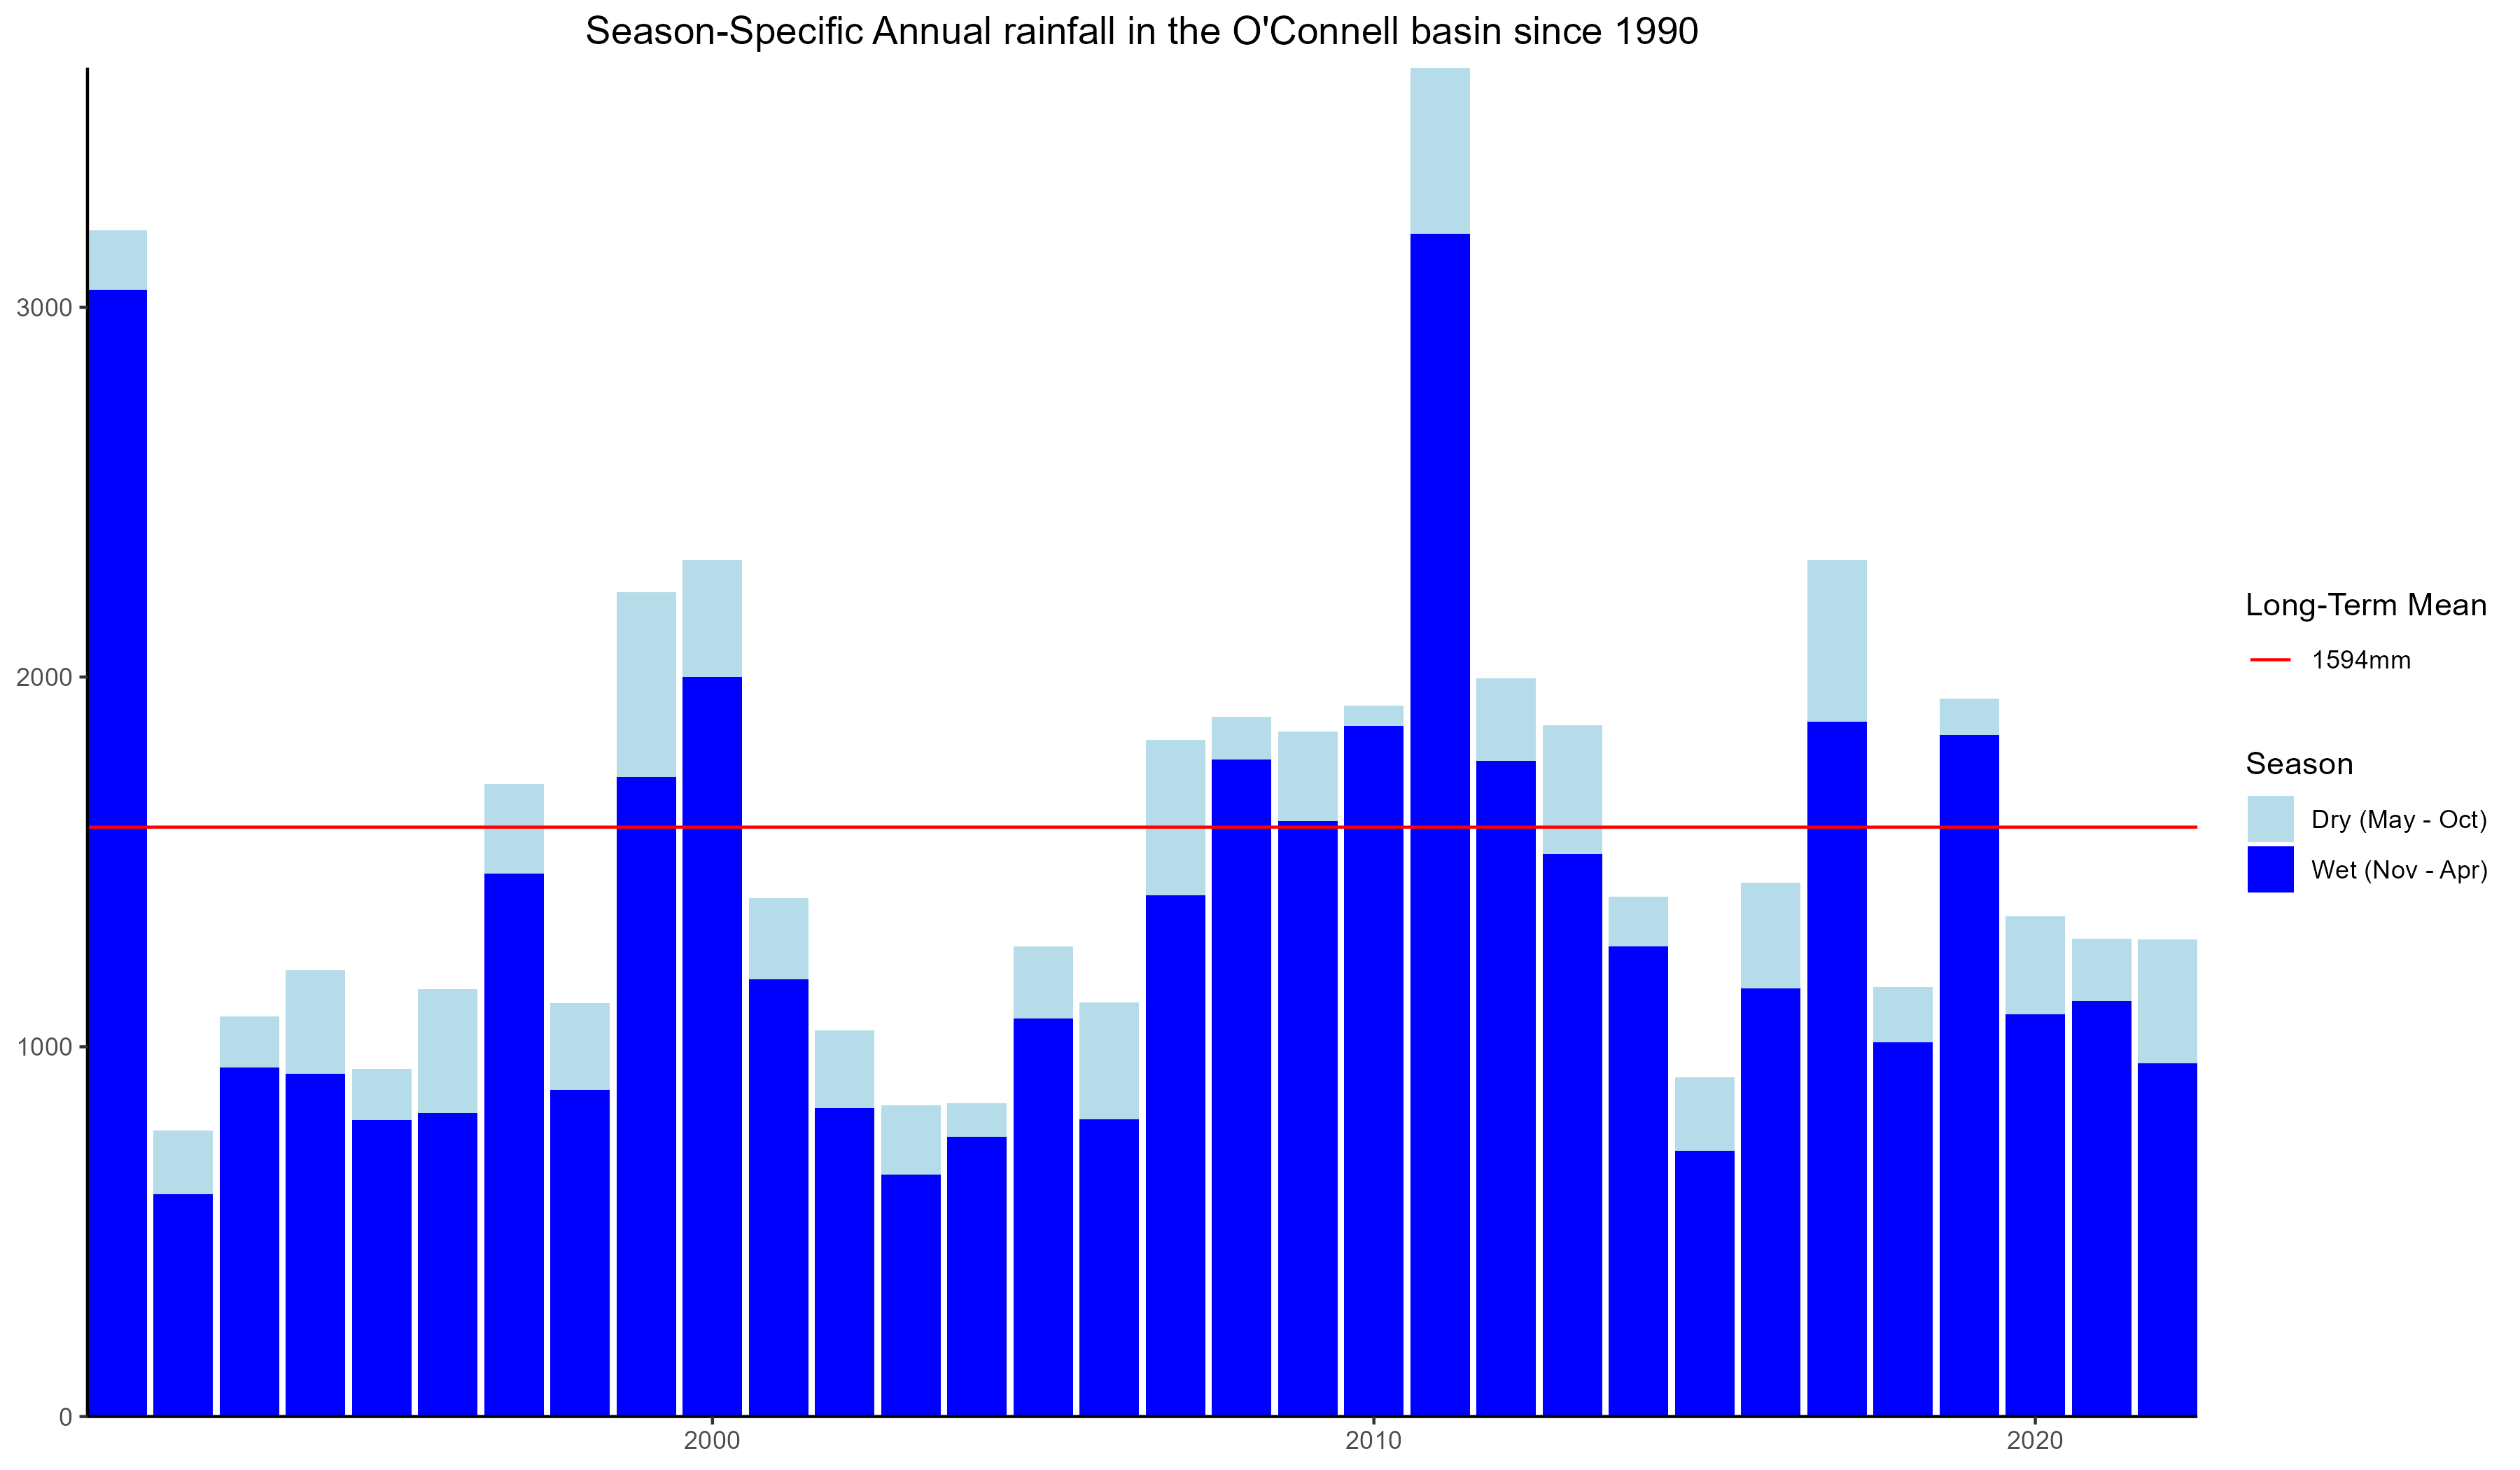 Season-Specific Annual rainfall in the O'Connell basin since 1990
3000
2000
1000
0
2000
2010
2020
Long-Term Mean
1594mm
Season
Dry (May - Oct)
Wet (Nov - Apr)